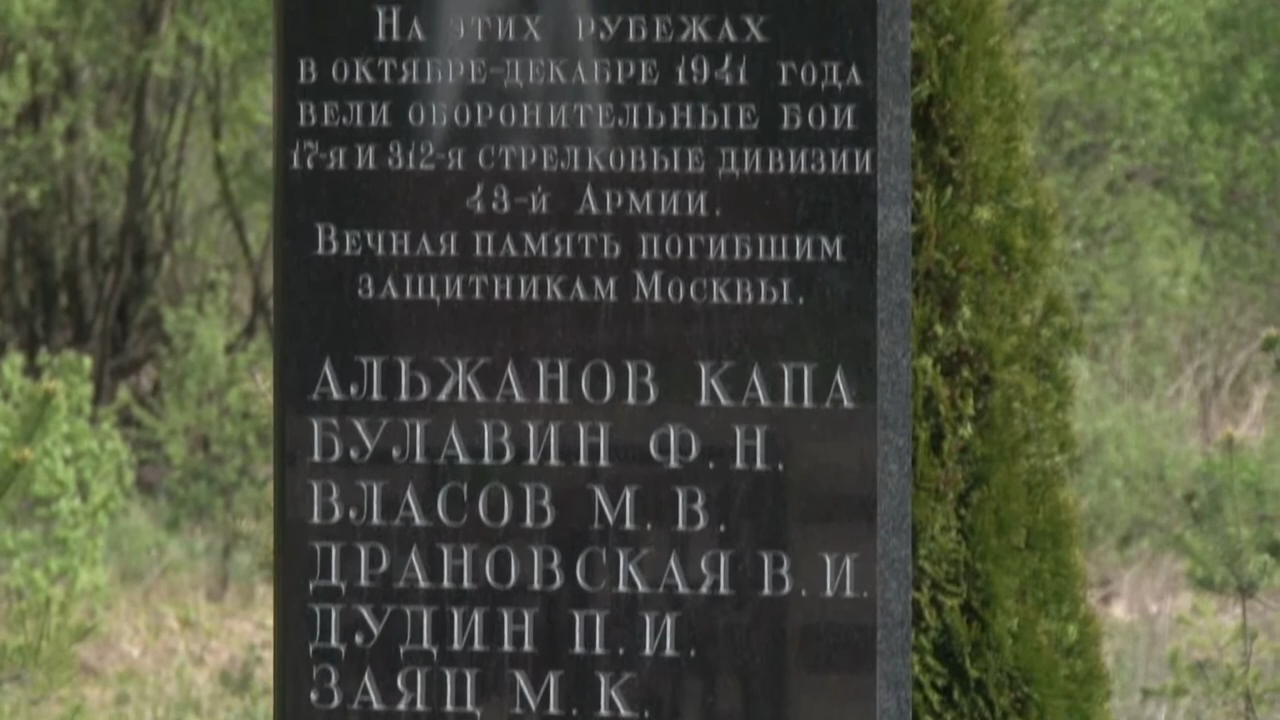 На этих рубежах
в октябре-декабре 1941 года
вели оборонительные бои
17-я и 312-я стрелковые дивизии
43-й Армии.
Вечная память погибшим
защитникам Москвы.
АЛЬЖАНОВ КАПА
БУЛАВИН Ф. Н.
ВЛАСОВ М. В.
ДРАНОВСКАЯ В. И.
ДУДИН П. И.
ЗАЯЦ М. К.